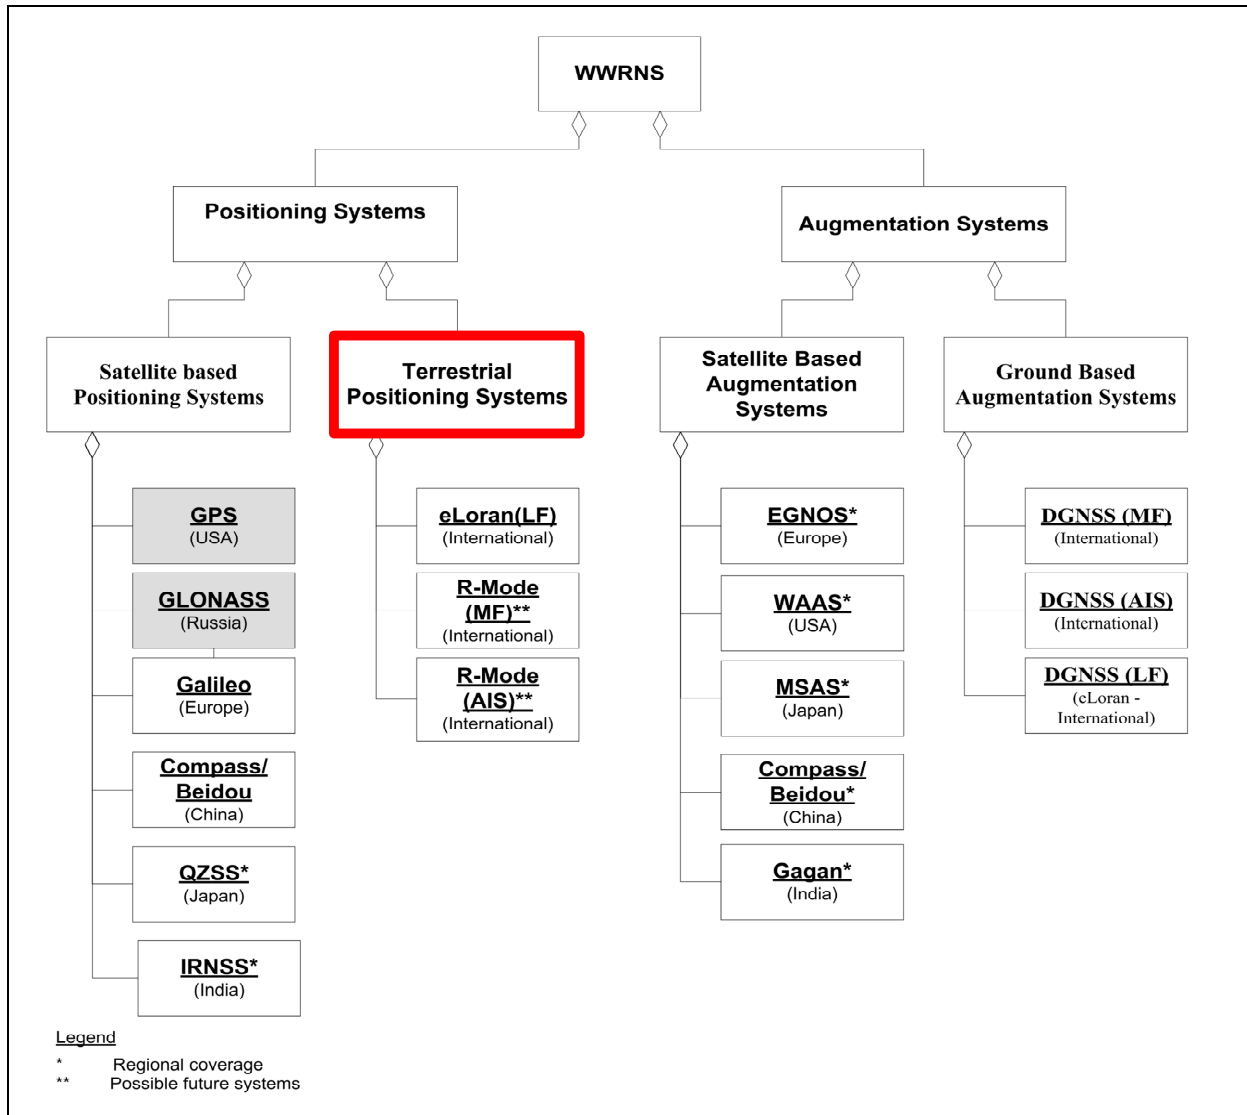 WWRNS
Positioning Systems
Augmentation Systems
Satellite based
Positioning Systems
Terrestrial
Positioning Systems
Satellite Based
Augmentation
Systems
Ground Based
Augmentation Systems
GPS
(USA)
GLONASS
(Russia)
Galileo
(Europe)
Compass/
Beidou
(China)
QZSS*
(Japan)
IRNSS*
(India)
eLoran(LF)
(International)
R-Mode
(MF)**
(International)
R-Mode
(AIS)**
(International)
EGNOS*
(Europe)
WAAS*
(USA)
MSAS*
(Japan)
Compass/
Beidou*
(China)
Gagan*
(India)
DGNSS (MF)
(International)
DGNSS (AIS)
(International)
DGNSS (LF)
(eLoran -
International)
Legend
* Regional coverage
** Possible future systems